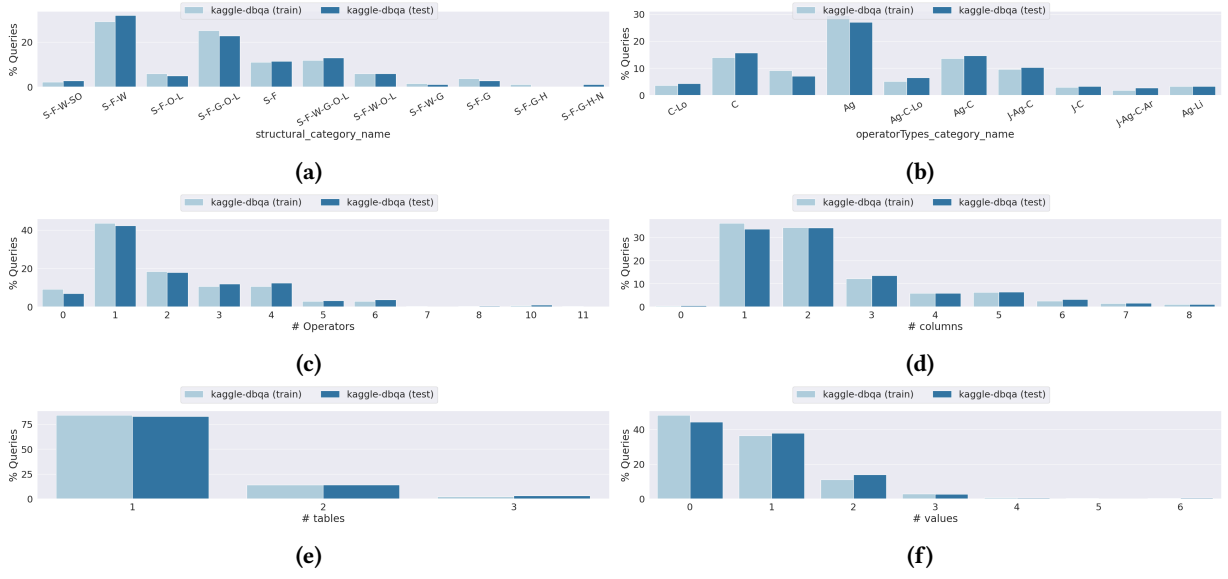 kaggle-dbqa (train) kaggle-dbqa (test)
% Queries
20
0
S-F-W-SO S-F-W S-F-O-L S-F-G-O-L S-F S-F-W-G-O-L S-F-W-O-L S-F-W-G S-F-G S-F-G-H S-F-G-H-N
structural_category_name
(a)
kaggle-dbqa (train) kaggle-dbqa (test)
% Queries
30
20
10
0
C-Lo C Ag Ag-C-Lo Ag-C J-Ag-C J-C J-Ag-C-Ar Ag-Li
operatorTypes_category_name
(b)
kaggle-dbqa (train) kaggle-dbqa (test)
% Queries
40
20
0
0 1 2 3 4 5 6 7 8 10 11
# Operators
(c)
kaggle-dbqa (train) kaggle-dbqa (test)
% Queries
30
20
10
0
0 1 2 3 4 5 6 7 8
# columns
(d)
kaggle-dbqa (train) kaggle-dbqa (test)
% Queries
75
50
25
0
1 2 3
# tables
(e)
kaggle-dbqa (train) kaggle-dbqa (test)
% Queries
40
20
0
0 1 2 3 4 5 6
# values
(f)